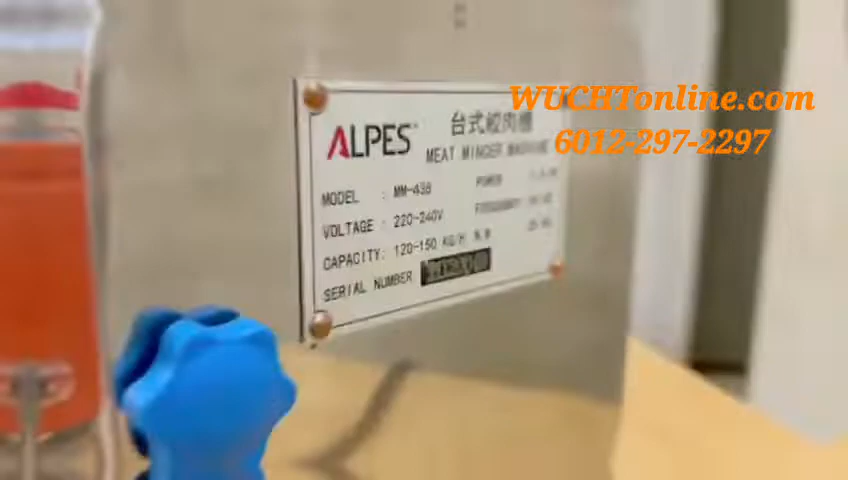 WUCHTonline.com
6012-297-2297
ALPES
台式絞肉機
MEAT MINCER MACHINE
MODEL : MM-43B
POWER
VOLTAGE : 220-240V
FREQUENCY
CAPACITY: 120-150 KG/H N.W
SERIAL NUMBER